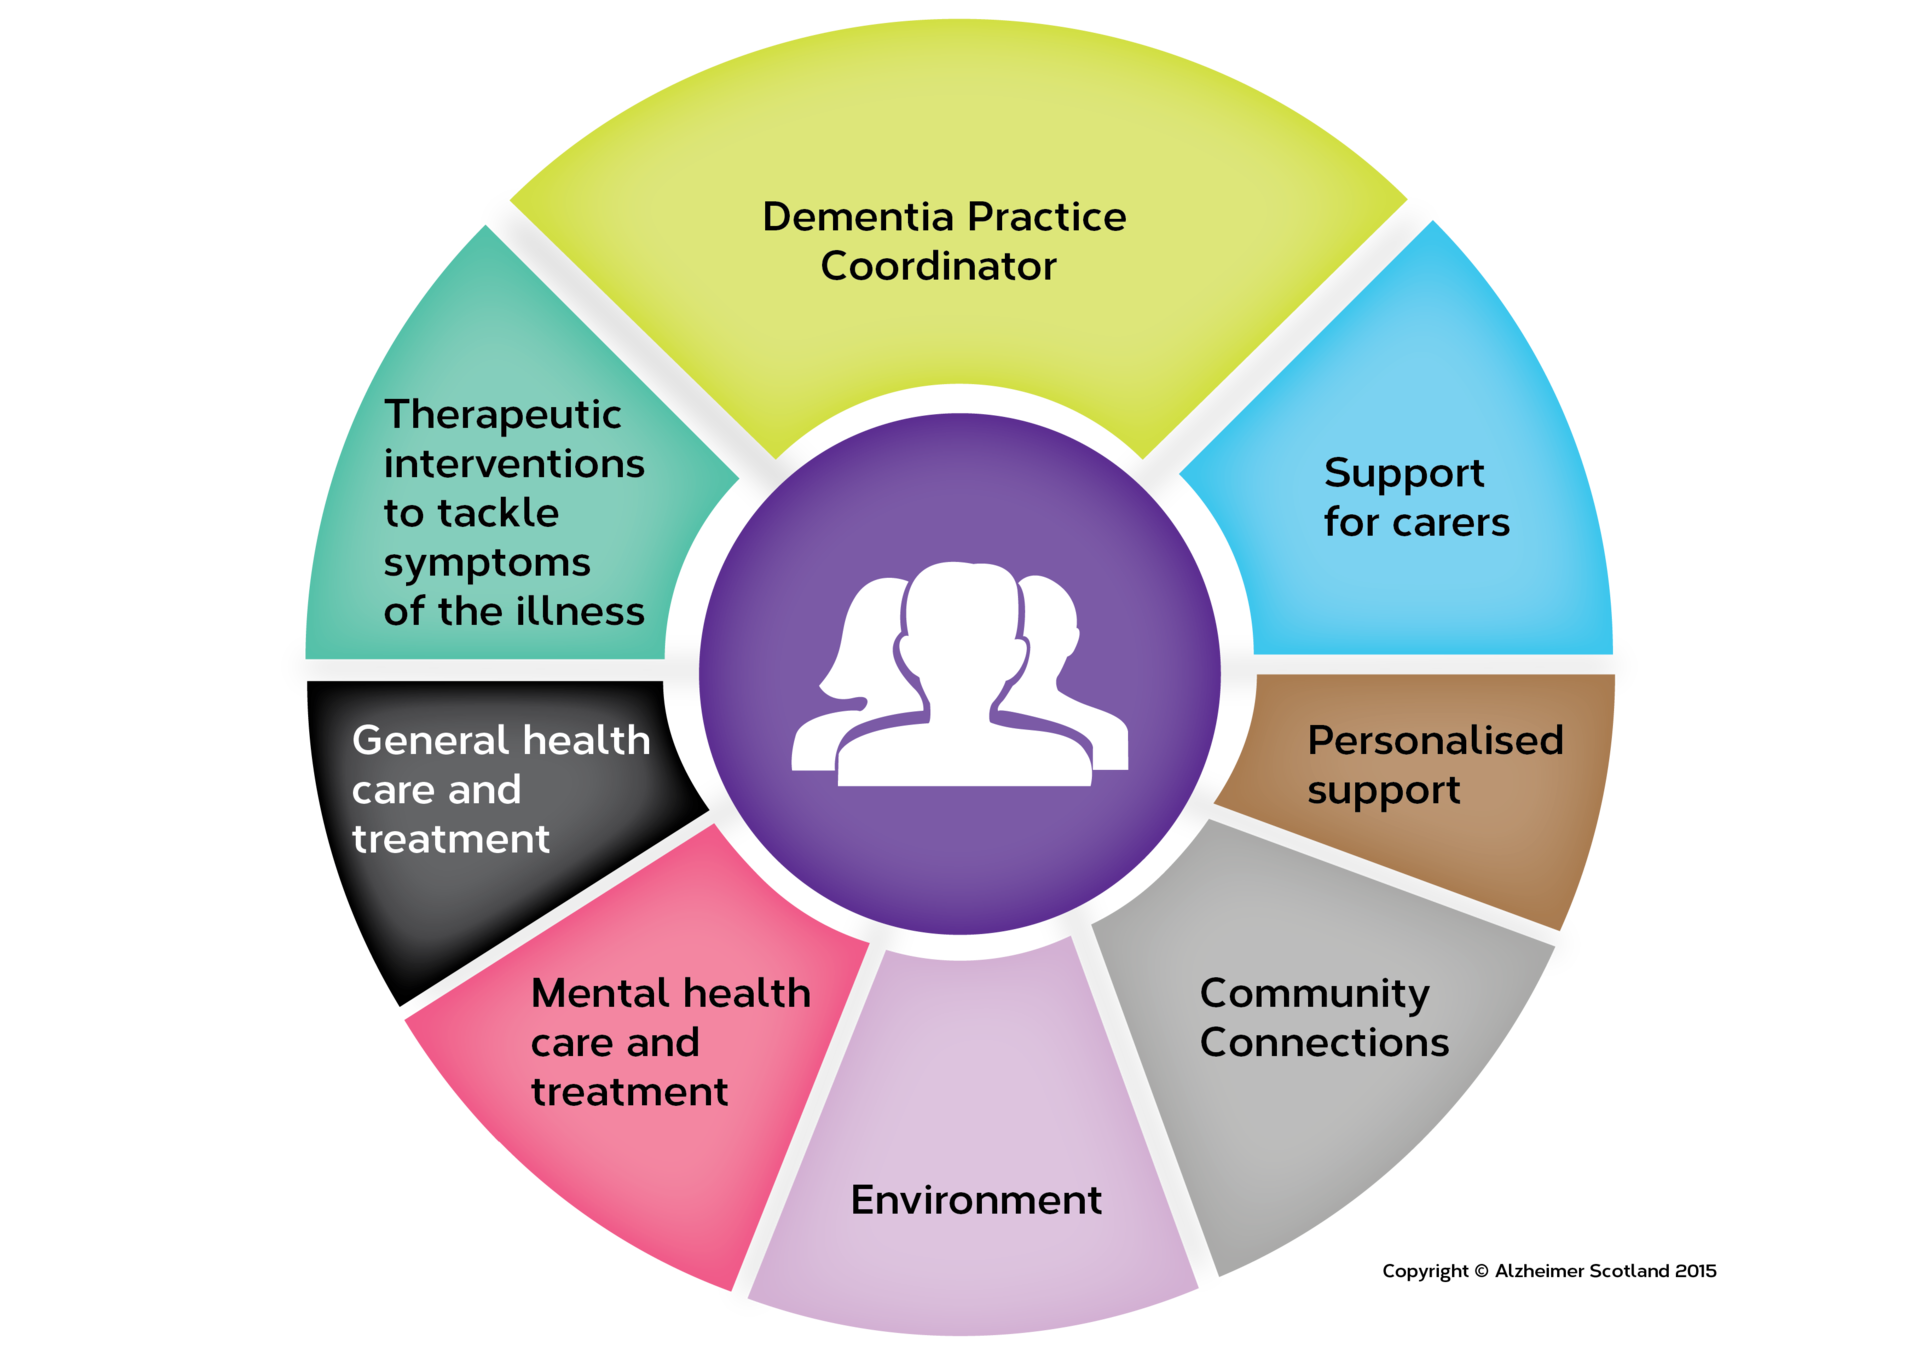 Dementia Practice
Coordinator
Support
for carers
Personalised
support
Community
Connections
Environment
Mental health
care and
treatment
General health
care and
treatment
Therapeutic
interventions
to tackle
symptoms
of the illness
Copyright © Alzheimer Scotland 2015